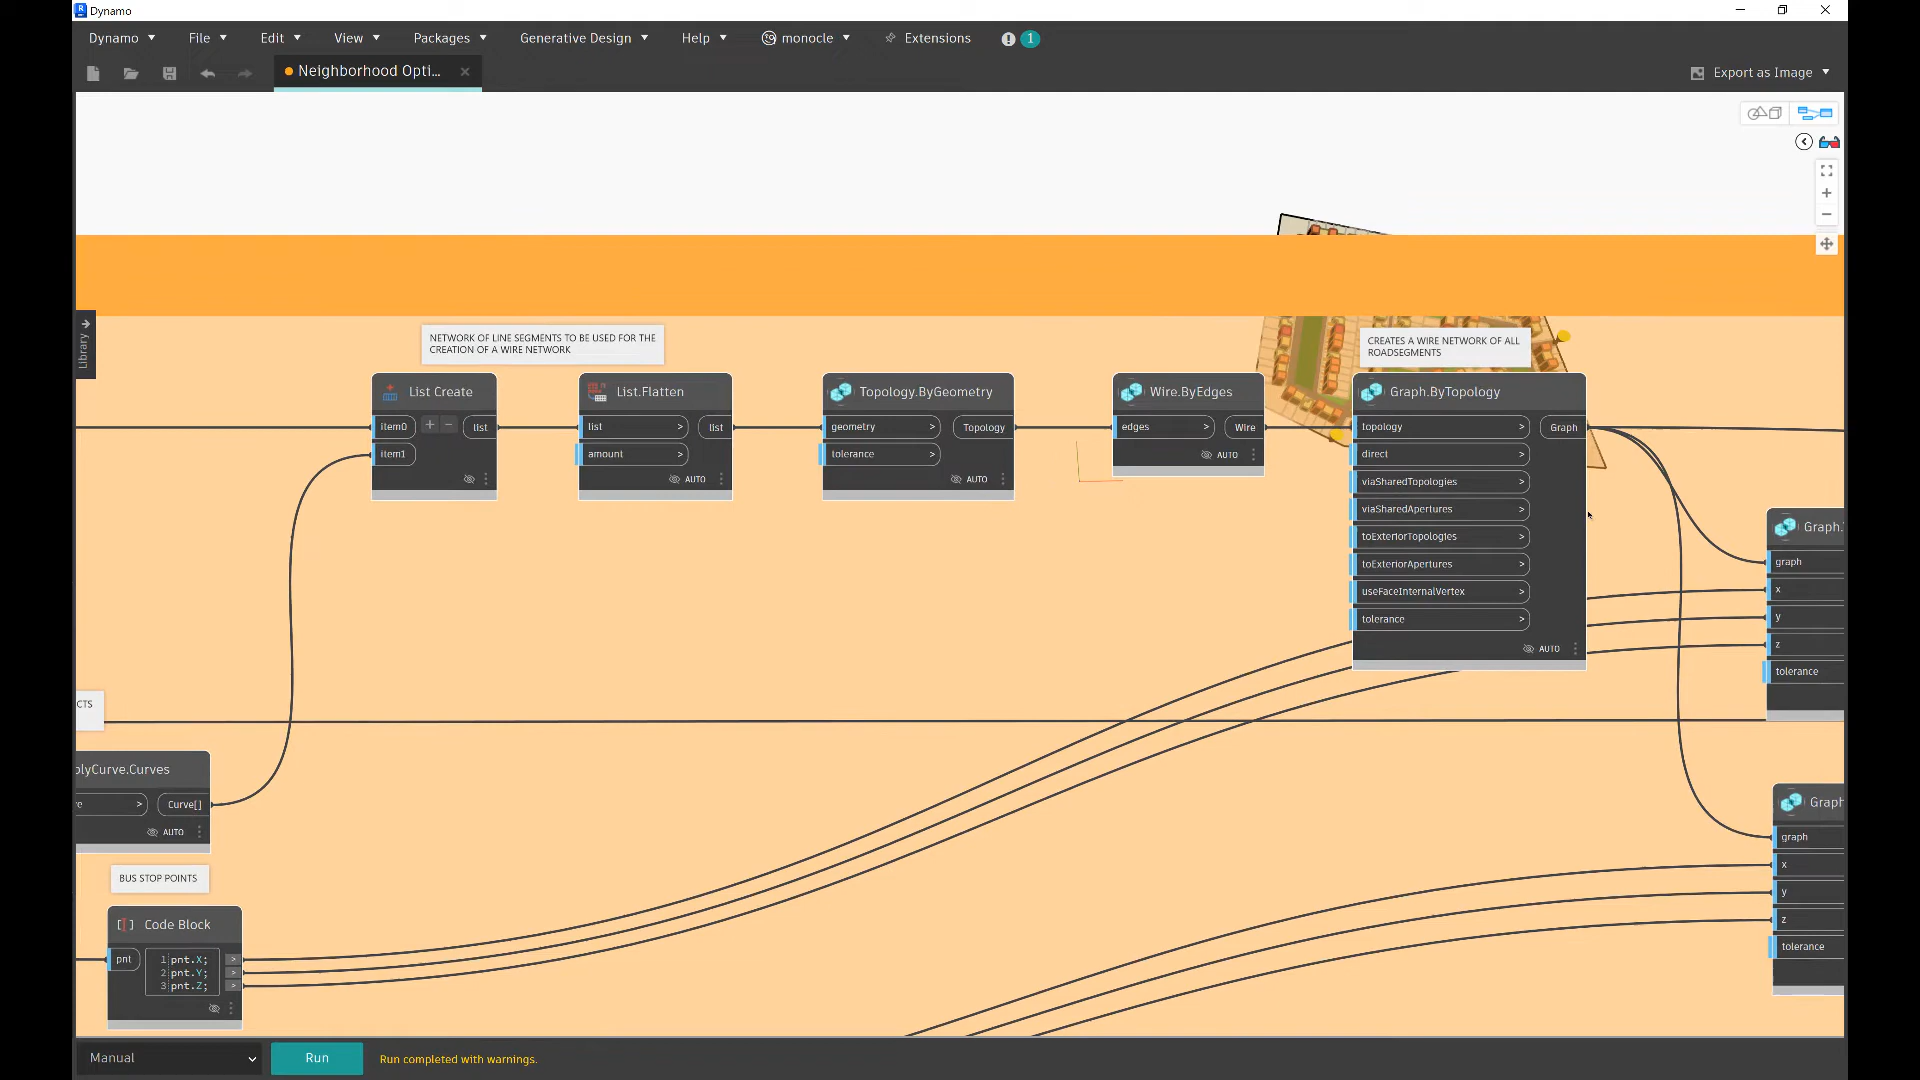 Dynamo
Dynamo File Edit View Packages Generative Design Help monocle Extensions 1
Neighborhood Opti...
Export as Image
Library
NETWORK OF LINE SEGMENTS TO BE USED FOR THE
CREATION OF A WIRE NETWORK
CREATES A WIRE NETWORK OF ALL
ROADSEGMENTS
List Create
item0 + - list
item1
List.Flatten
list > list
amount >
AUTO
Topology.ByGeometry
geometry > Topology
tolerance >
AUTO
Wire.ByEdges
edges > Wire
AUTO
Graph.ByTopology
topology > Graph
direct >
viaSharedTopologies >
viaSharedApertures >
toExteriorTopologies >
toExteriorApertures >
useFaceInternalVertex >
tolerance >
AUTO
Graph.
graph
x
y
z
tolerance
CTS
olyCurve.Curves
> Curve[]
AUTO
BUS STOP POINTS
Code Block
pnt
1 pnt.X; >
2 pnt.Y; >
3 pnt.Z; >
Graph
graph
x
y
z
tolerance
Manual
Run
Run completed with warnings.